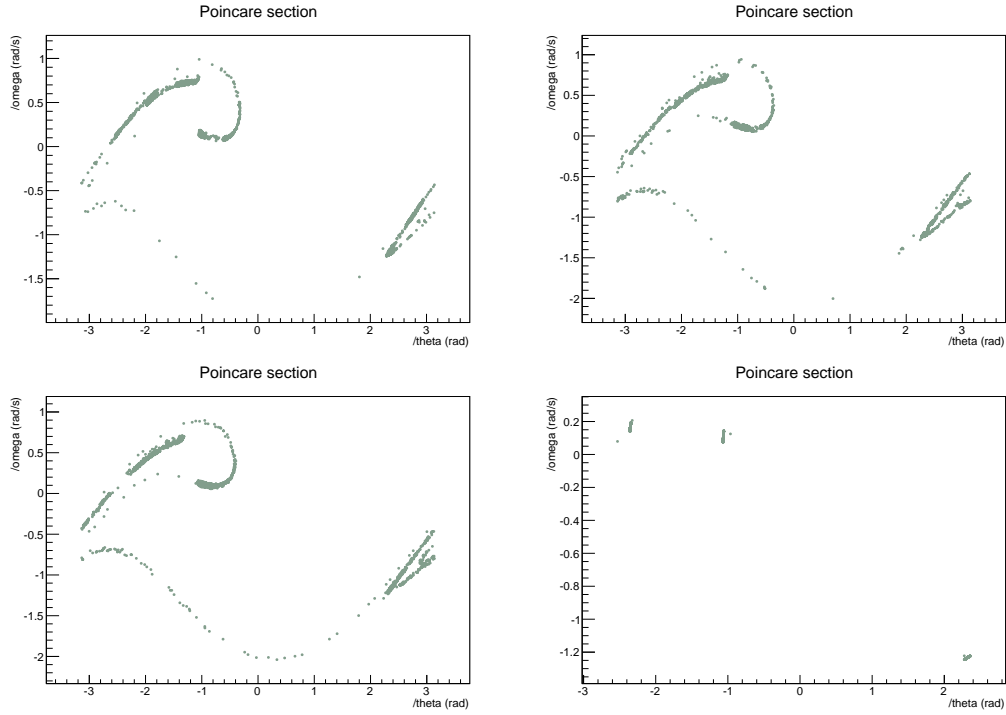 Poincare section
/omega (rad/s)
1
0.5
0
-0.5
-1
-1.5
-3 -2 -1 0 1 2 3
/theta (rad)
Poincare section
/omega (rad/s)
1
0.5
0
-0.5
-1
-1.5
-2
-3 -2 -1 0 1 2 3
/theta (rad)
Poincare section
/omega (rad/s)
1
0.5
0
-0.5
-1
-1.5
-2
-3 -2 -1 0 1 2 3
/theta (rad)
Poincare section
/omega (rad/s)
0.2
0
-0.2
-0.4
-0.6
-0.8
-1
-1.2
-3 -2 -1 0 1 2
/theta (rad)